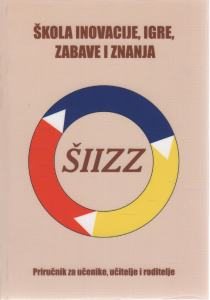 ŠKOLA INOVACIJE, IGRE,
ZABAVE I ZNANJA
ŠIIZZ
Priručnik za učenike, učitelje i roditelje